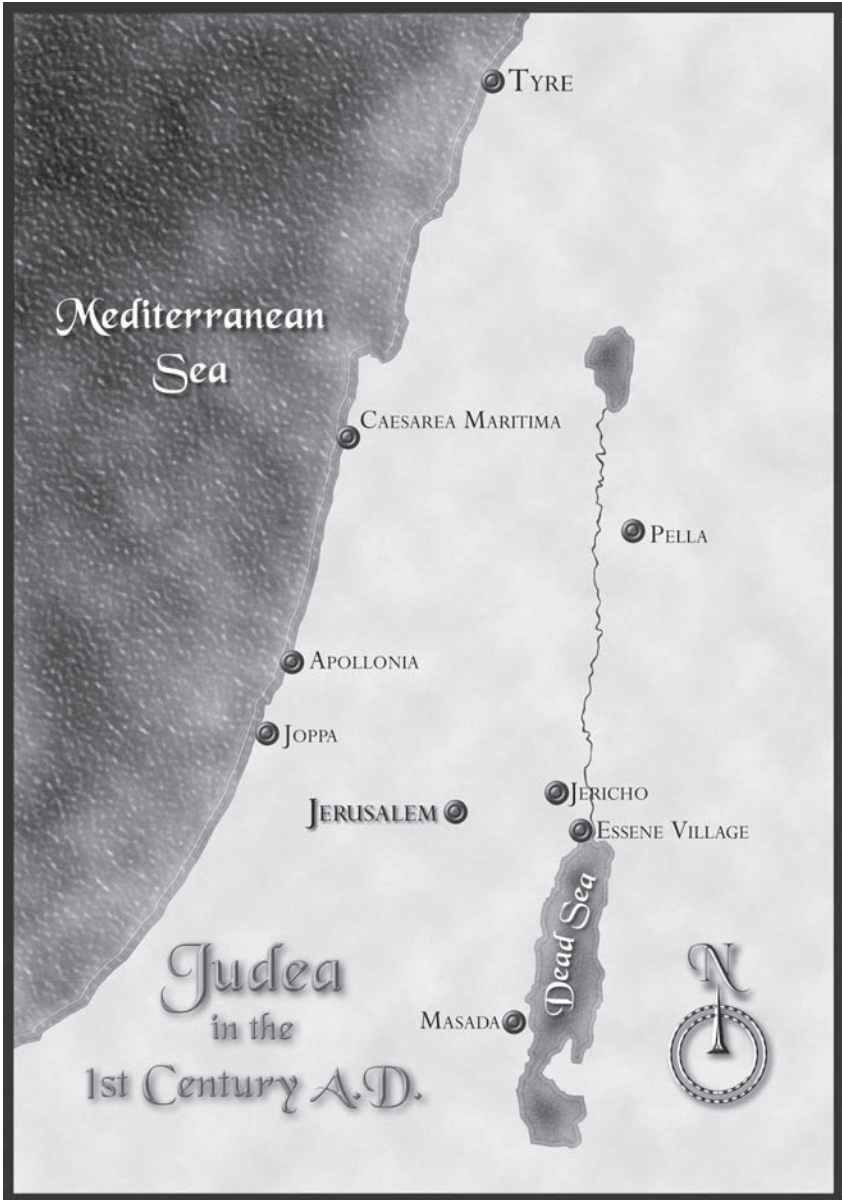 TYRE
Mediterranean
Sea
CAESAREA MARITIMA
PELLA
APOLLONIA
JOPPA
JERICHO
JERUSALEM
ESSENE VILLAGE
Dead Sea
Judea
in the
1st Century A.D.
N
MASADA